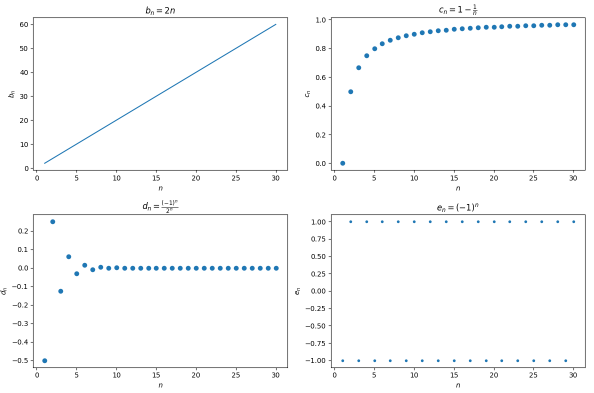 b_n = 2n
60
50
40
30
20
10
0
b_n
0 5 10 15 20 25 30
n
c_n = 1 − 1/n
1.0
0.8
0.6
0.4
0.2
0.0
c_n
0 5 10 15 20 25 30
n
d_n = (−1)^n / 2^n
0.2
0.1
0.0
−0.1
−0.2
−0.3
−0.4
−0.5
d_n
0 5 10 15 20 25 30
n
e_n = (−1)^n
1.00
0.75
0.50
0.25
0.00
−0.25
−0.50
−0.75
−1.00
e_n
0 5 10 15 20 25 30
n